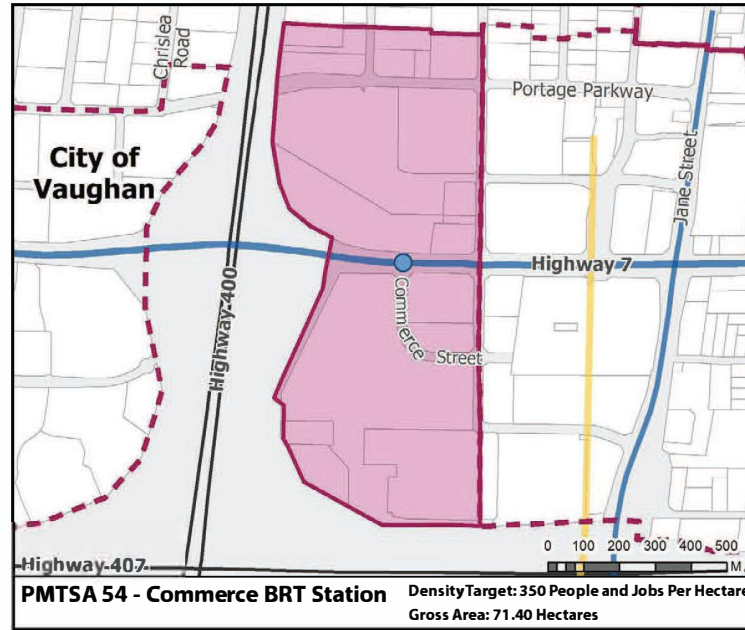 Chrislea
Road
Portage Parkway
City of
Vaughan
Jane Street
Highway 7
Highway 400
Commerce Street
0 100 200 300 400 500
M
Highway 407
PMTSA 54 - Commerce BRT Station
Density Target: 350 People and Jobs Per Hectare
Gross Area: 71.40 Hectares